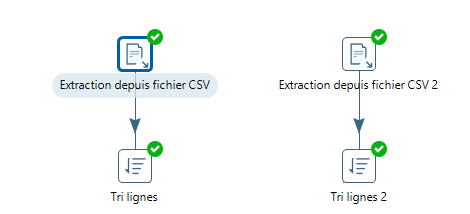 Extraction depuis fichier CSV
Extraction depuis fichier CSV 2
Tri lignes
Tri lignes 2